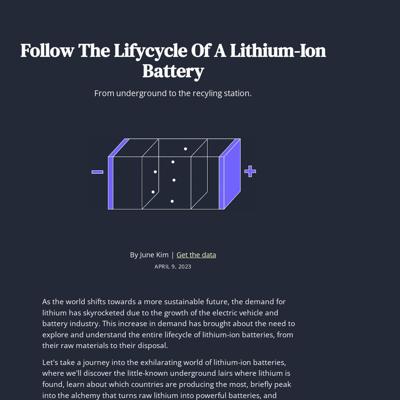 Follow The Lifycycle Of A Lithium-Ion
Battery
From underground to the recyling station.
By June Kim | Get the data
APRIL 9, 2023
As the world shifts towards a more sustainable future, the demand for
lithium has skyrocketed due to the growth of the electric vehicle and
battery industry. This increase in demand has brought about the need to
explore and understand the entire lifecycle of lithium-ion batteries, from
their raw materials to their disposal.
Let's take a journey into the exhilarating world of lithium-ion batteries,
where we'll discover the little-known underground lairs where lithium is
found, learn about which countries are producing the most, briefly peak
into the alchemy that turns raw lithium into powerful batteries, and